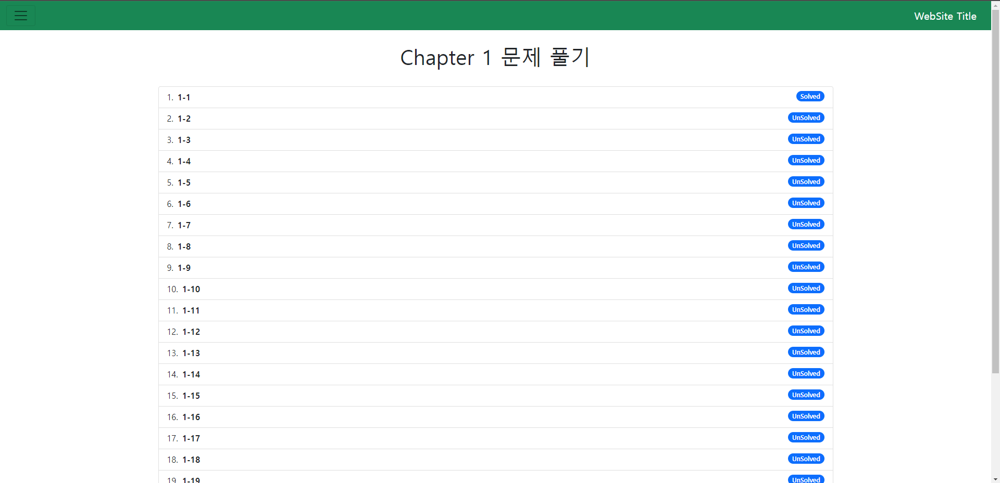 WebSite Title
Chapter 1 문제 풀기
1. 1-1 Solved
2. 1-2 UnSolved
3. 1-3 UnSolved
4. 1-4 UnSolved
5. 1-5 UnSolved
6. 1-6 UnSolved
7. 1-7 UnSolved
8. 1-8 UnSolved
9. 1-9 UnSolved
10. 1-10 UnSolved
11. 1-11 UnSolved
12. 1-12 UnSolved
13. 1-13 UnSolved
14. 1-14 UnSolved
15. 1-15 UnSolved
16. 1-16 UnSolved
17. 1-17 UnSolved
18. 1-18 UnSolved
19. 1-19 UnSolved